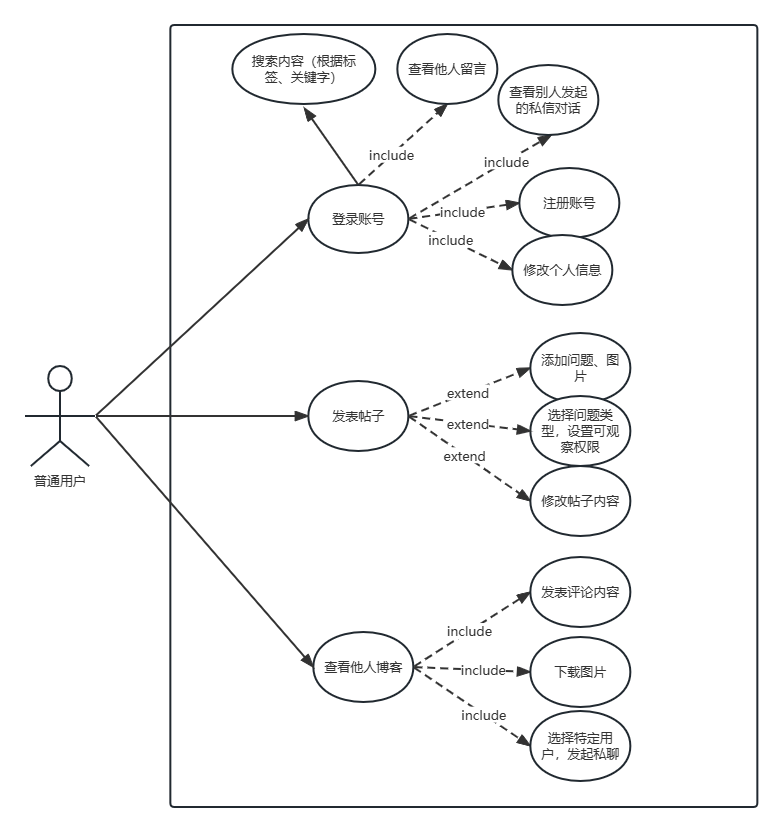 搜索内容（根据标
签、关键字）
查看他人留言
查看别人发起
的私信对话
include
include
登录账号
include
注册账号
include
修改个人信息
添加问题、图
片
extend
发表帖子
extend
选择问题类
型，设置可观
察权限
extend
修改帖子内容
普通用户
发表评论内容
include
查看他人博客
include
下载图片
include
选择特定用
户，发起私聊